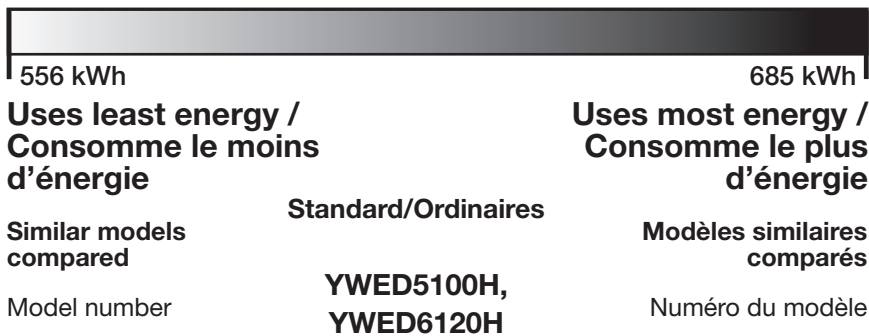 556 kWh
685 kWh
Uses least energy /
Consomme le moins
d'énergie
Uses most energy /
Consomme le plus
d'énergie
Standard/Ordinaires
Similar models
compared
Modèles similaires
comparés
Model number
YWED5100H,
YWED6120H
Numéro du modèle